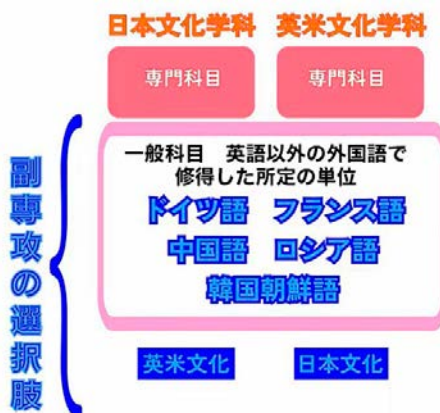 日本文化学科　英米文化学科
専門科目　専門科目
一般科目　英語以外の外国語で
修得した所定の単位
ドイツ語　フランス語
中国語　ロシア語
韓国朝鮮語
英米文化　日本文化
副専攻の選択肢